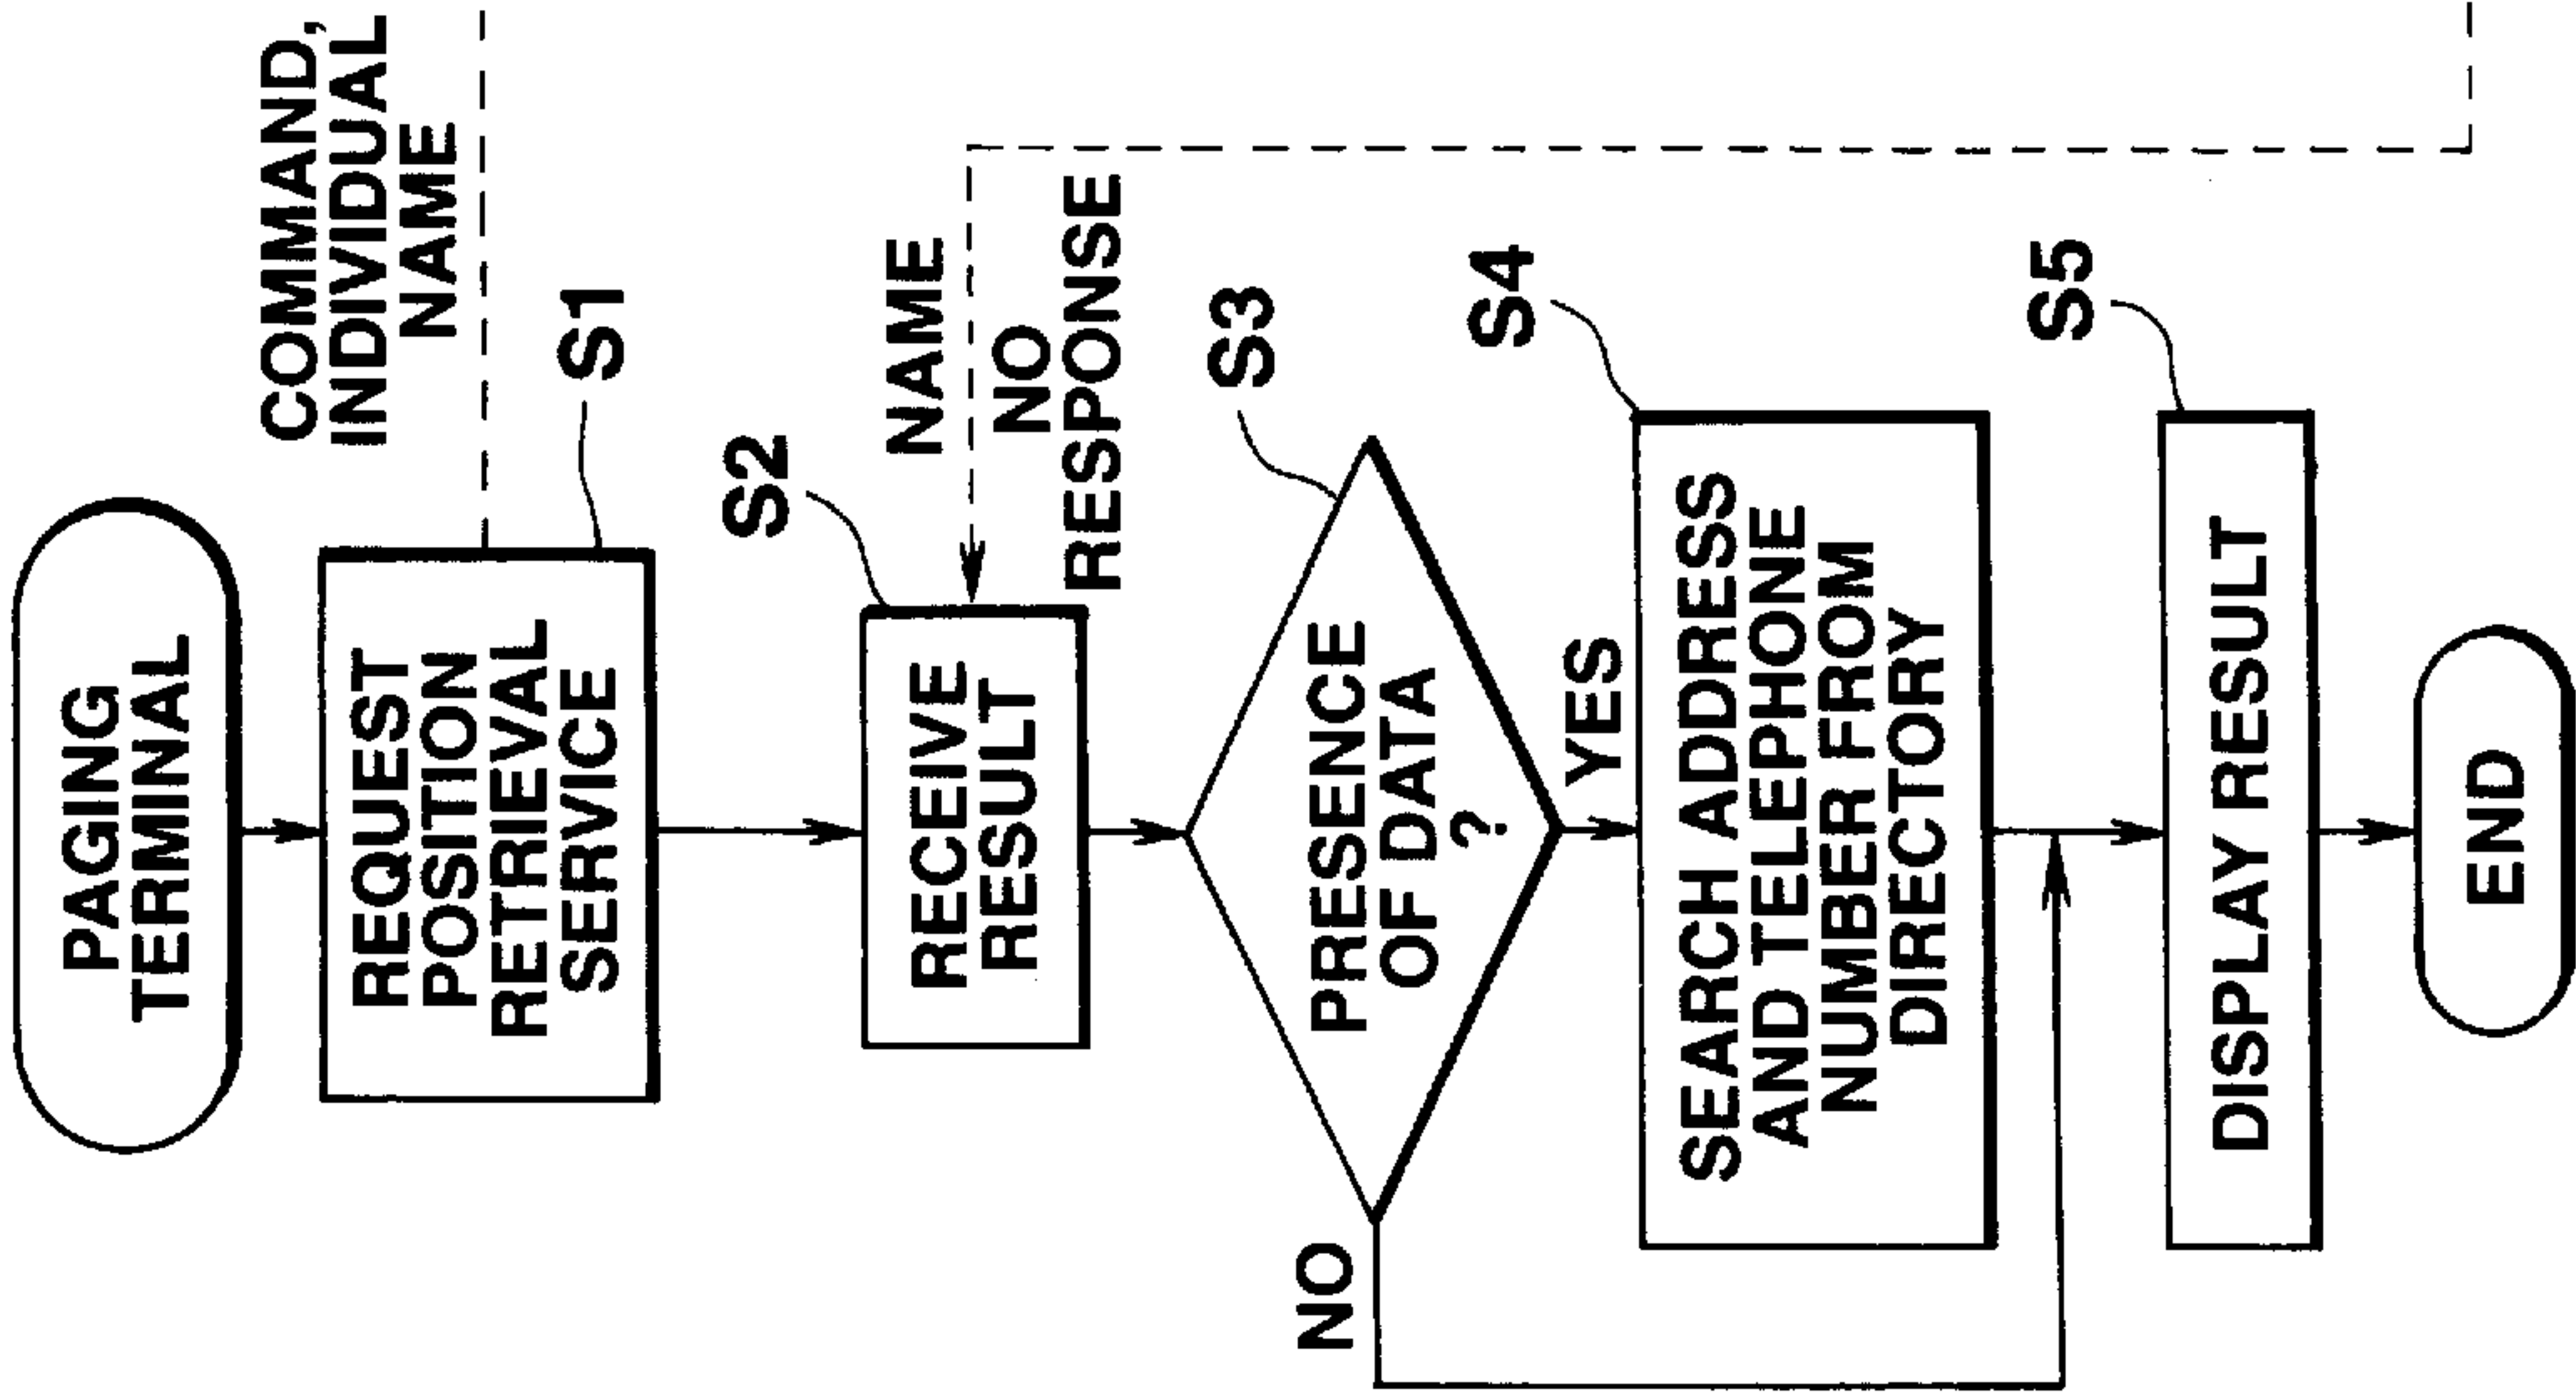 PAGING
TERMINAL
COMMAND,
INDIVIDUAL
NAME
REQUEST
POSITION
RETRIEVAL
SERVICE
S1
S2
NAME
NO
RESPONSE
RECEIVE
RESULT
S3
PRESENCE
OF DATA
?
NO
YES
S4
SEARCH ADDRESS
AND TELEPHONE
NUMBER FROM
DIRECTORY
S5
DISPLAY RESULT
END